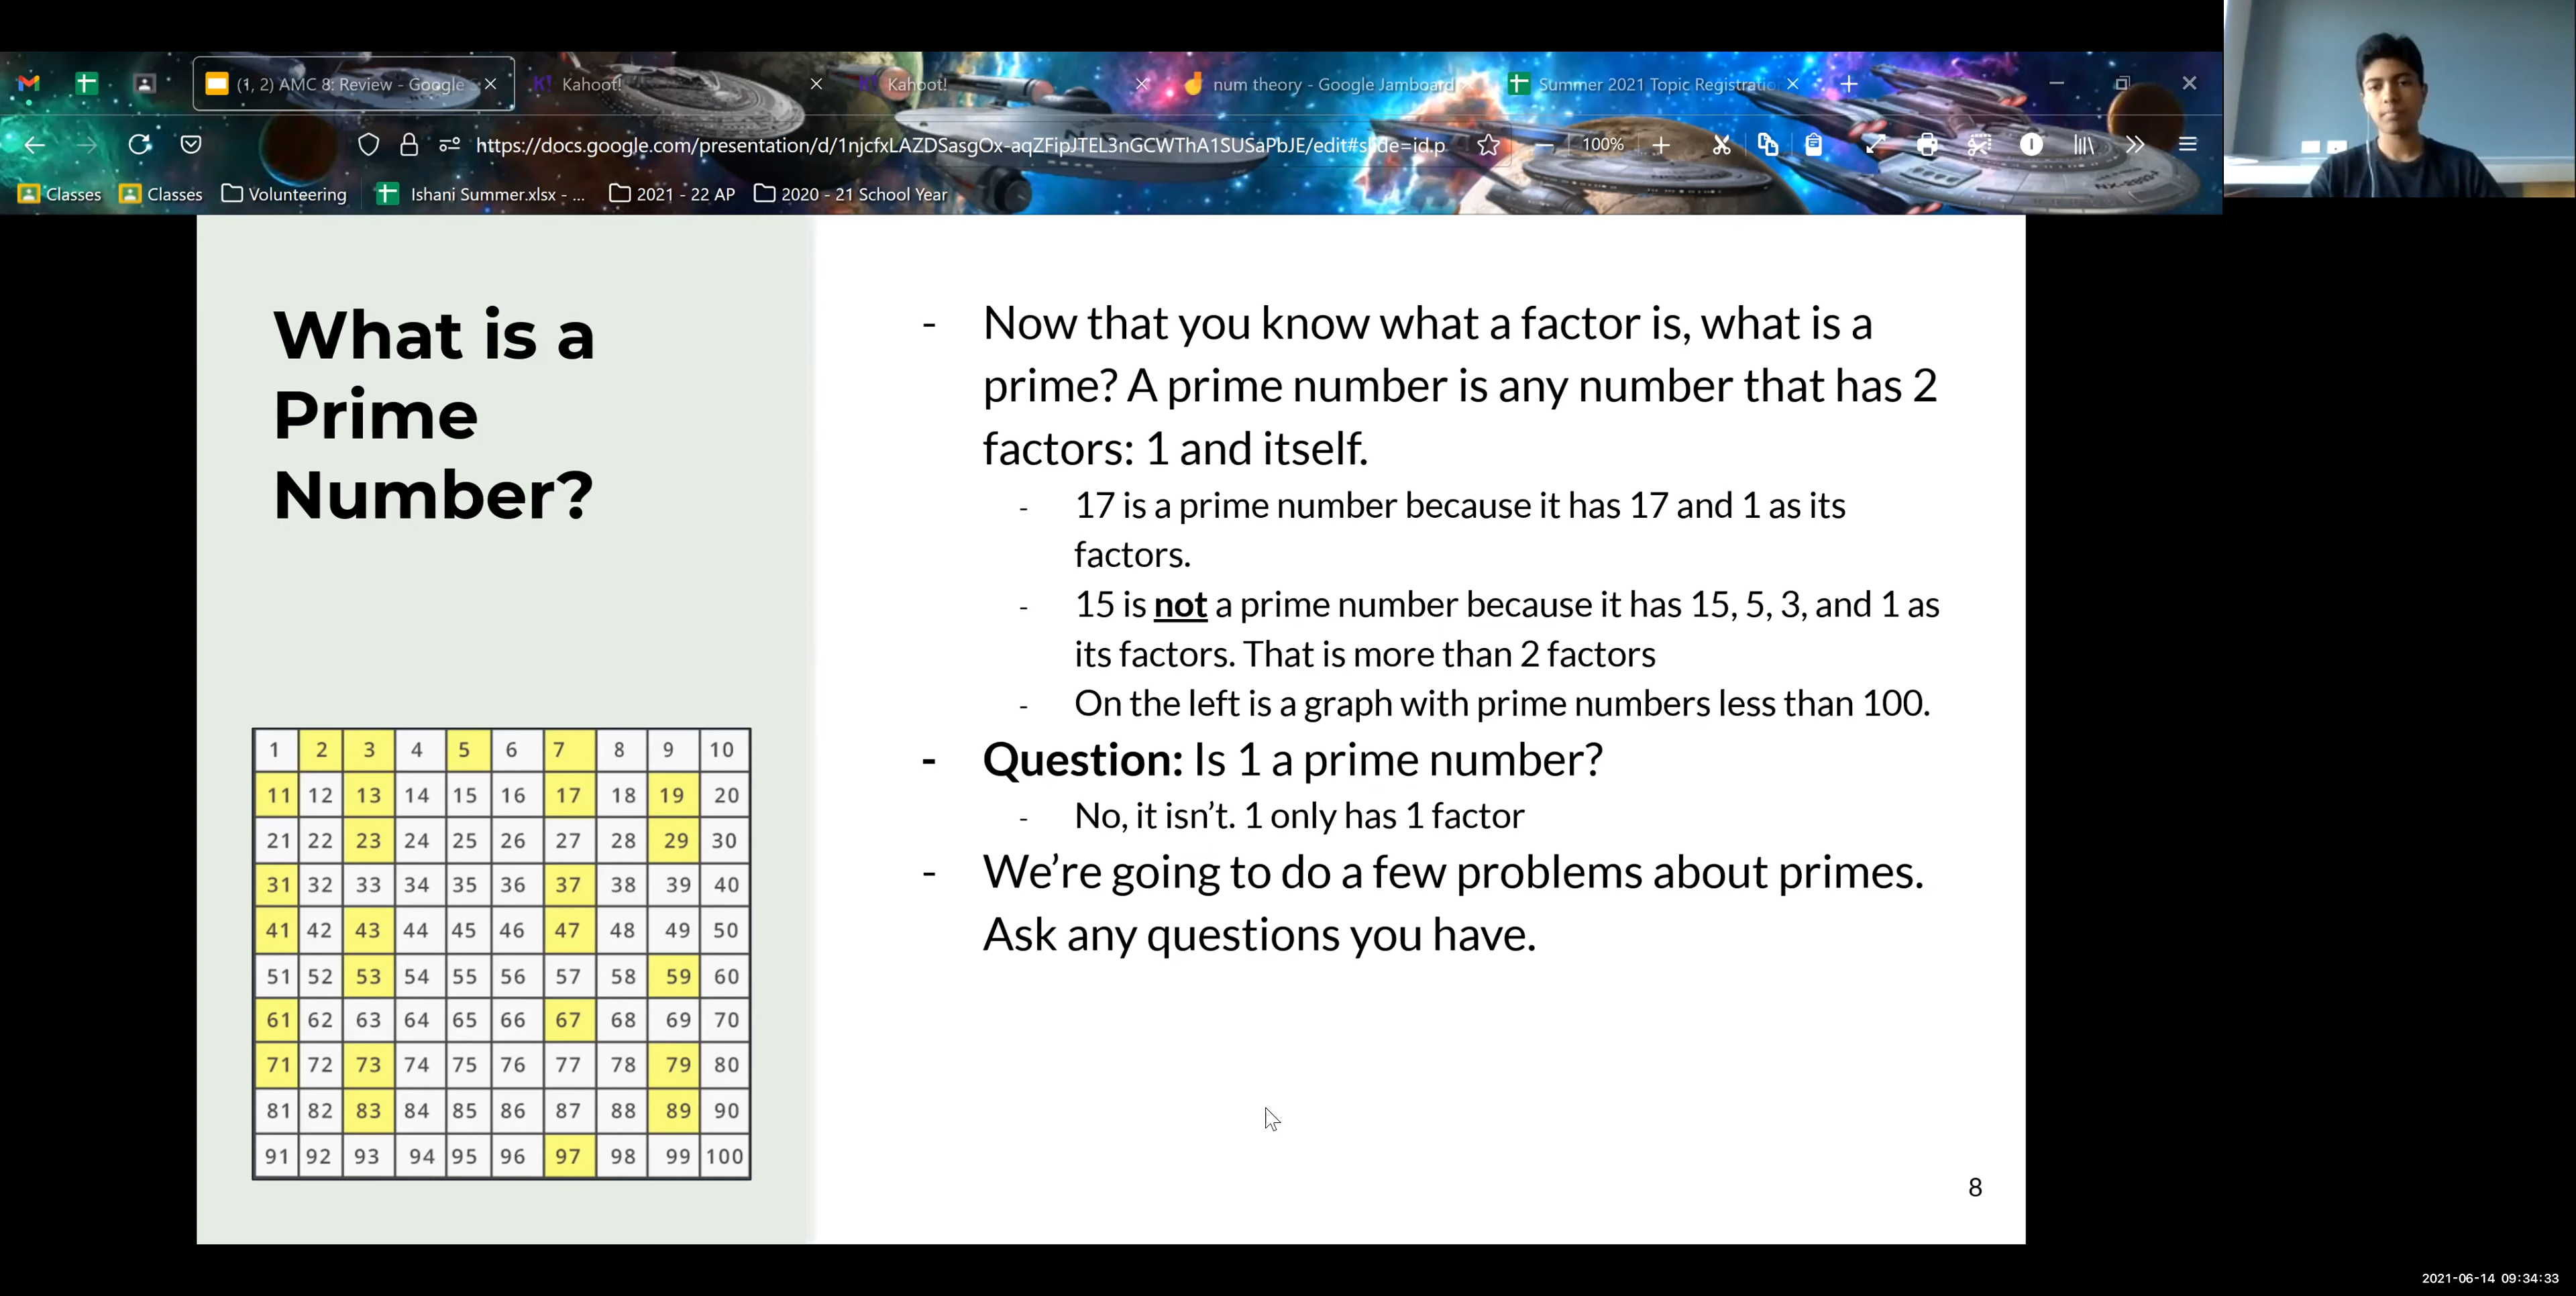 (1, 2) AMC 8: Review - Google
Kahoot!
Kahoot!
num theory - Google Jamboard
Summer 2021 Topic Registratio
https://docs.google.com/presentation/d/1njcfxLAZDSasgOx-aqZFipJTEL3nGCWThA1SUSaPbJE/edit#slide=id.p
100%
Classes
Classes
Volunteering
Ishani Summer.xlsx - ...
2021 - 22 AP
2020 - 21 School Year
What is a
Prime
Number?
1 2 3 4 5 6 7 8 9 10
11 12 13 14 15 16 17 18 19 20
21 22 23 24 25 26 27 28 29 30
31 32 33 34 35 36 37 38 39 40
41 42 43 44 45 46 47 48 49 50
51 52 53 54 55 56 57 58 59 60
61 62 63 64 65 66 67 68 69 70
71 72 73 74 75 76 77 78 79 80
81 82 83 84 85 86 87 88 89 90
91 92 93 94 95 96 97 98 99 100
- Now that you know what a factor is, what is a
prime? A prime number is any number that has 2
factors: 1 and itself.
- 17 is a prime number because it has 17 and 1 as its
factors.
- 15 is not a prime number because it has 15, 5, 3, and 1 as
its factors. That is more than 2 factors
- On the left is a graph with prime numbers less than 100.
- Question: Is 1 a prime number?
- No, it isn’t. 1 only has 1 factor
- We’re going to do a few problems about primes.
Ask any questions you have.
8
2021-06-14 09:34:33